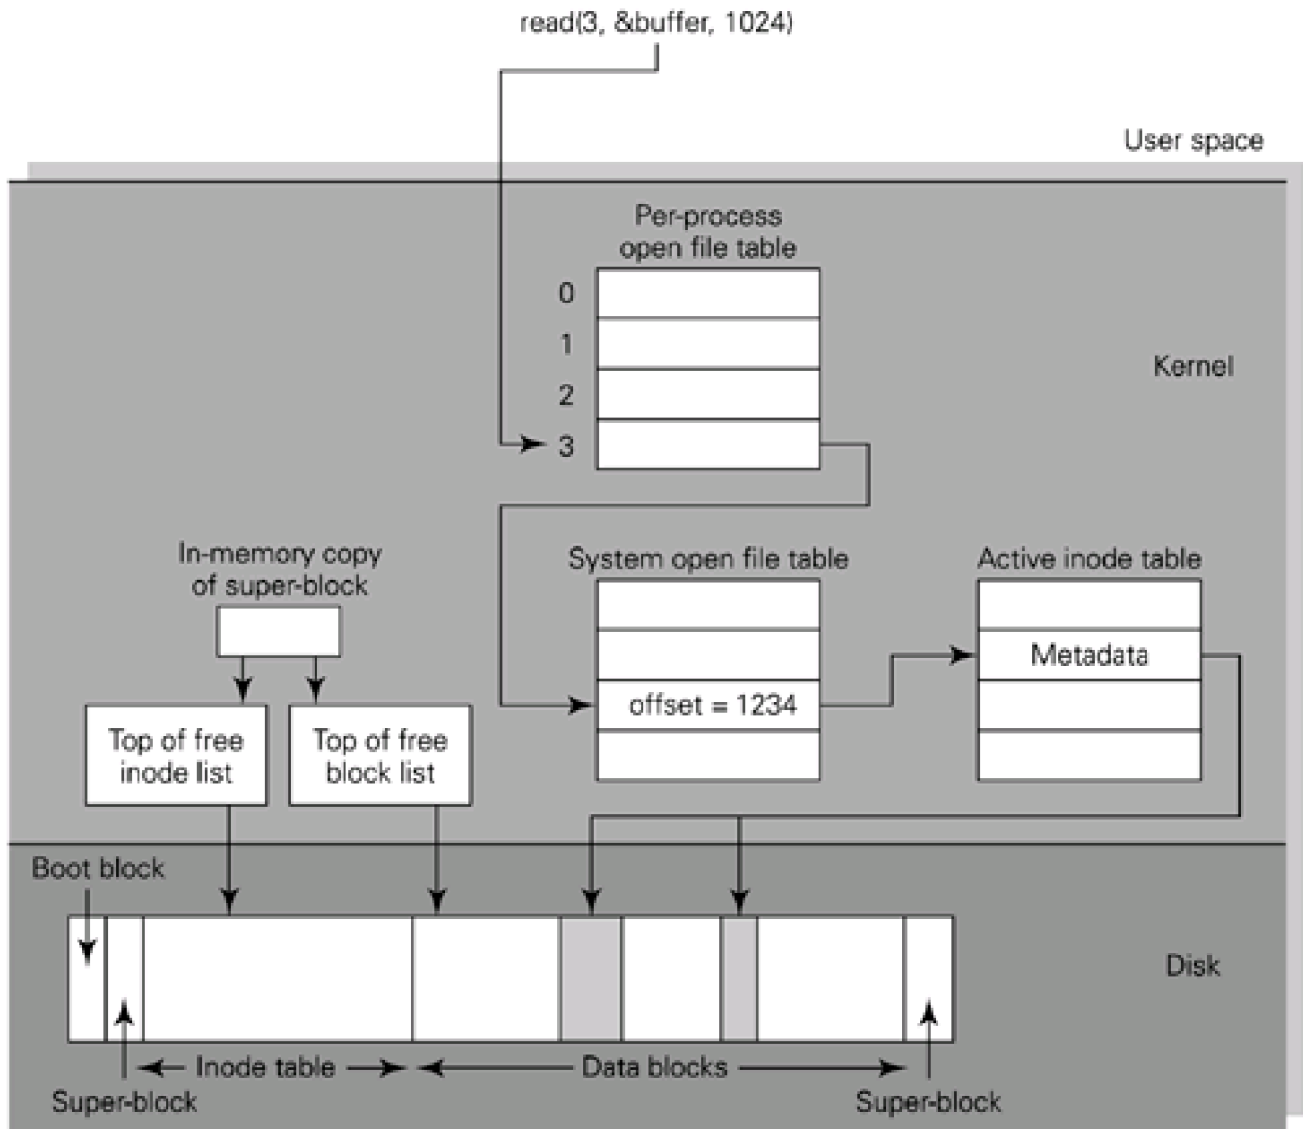 read(3, &buffer, 1024)
User space
Per-process
open file table
0
1
2
3
Kernel
In-memory copy
of super-block
System open file table
Active inode table
Metadata
offset = 1234
Top of free
inode list
Top of free
block list
Boot block
Disk
Inode table
Data blocks
Super-block
Super-block